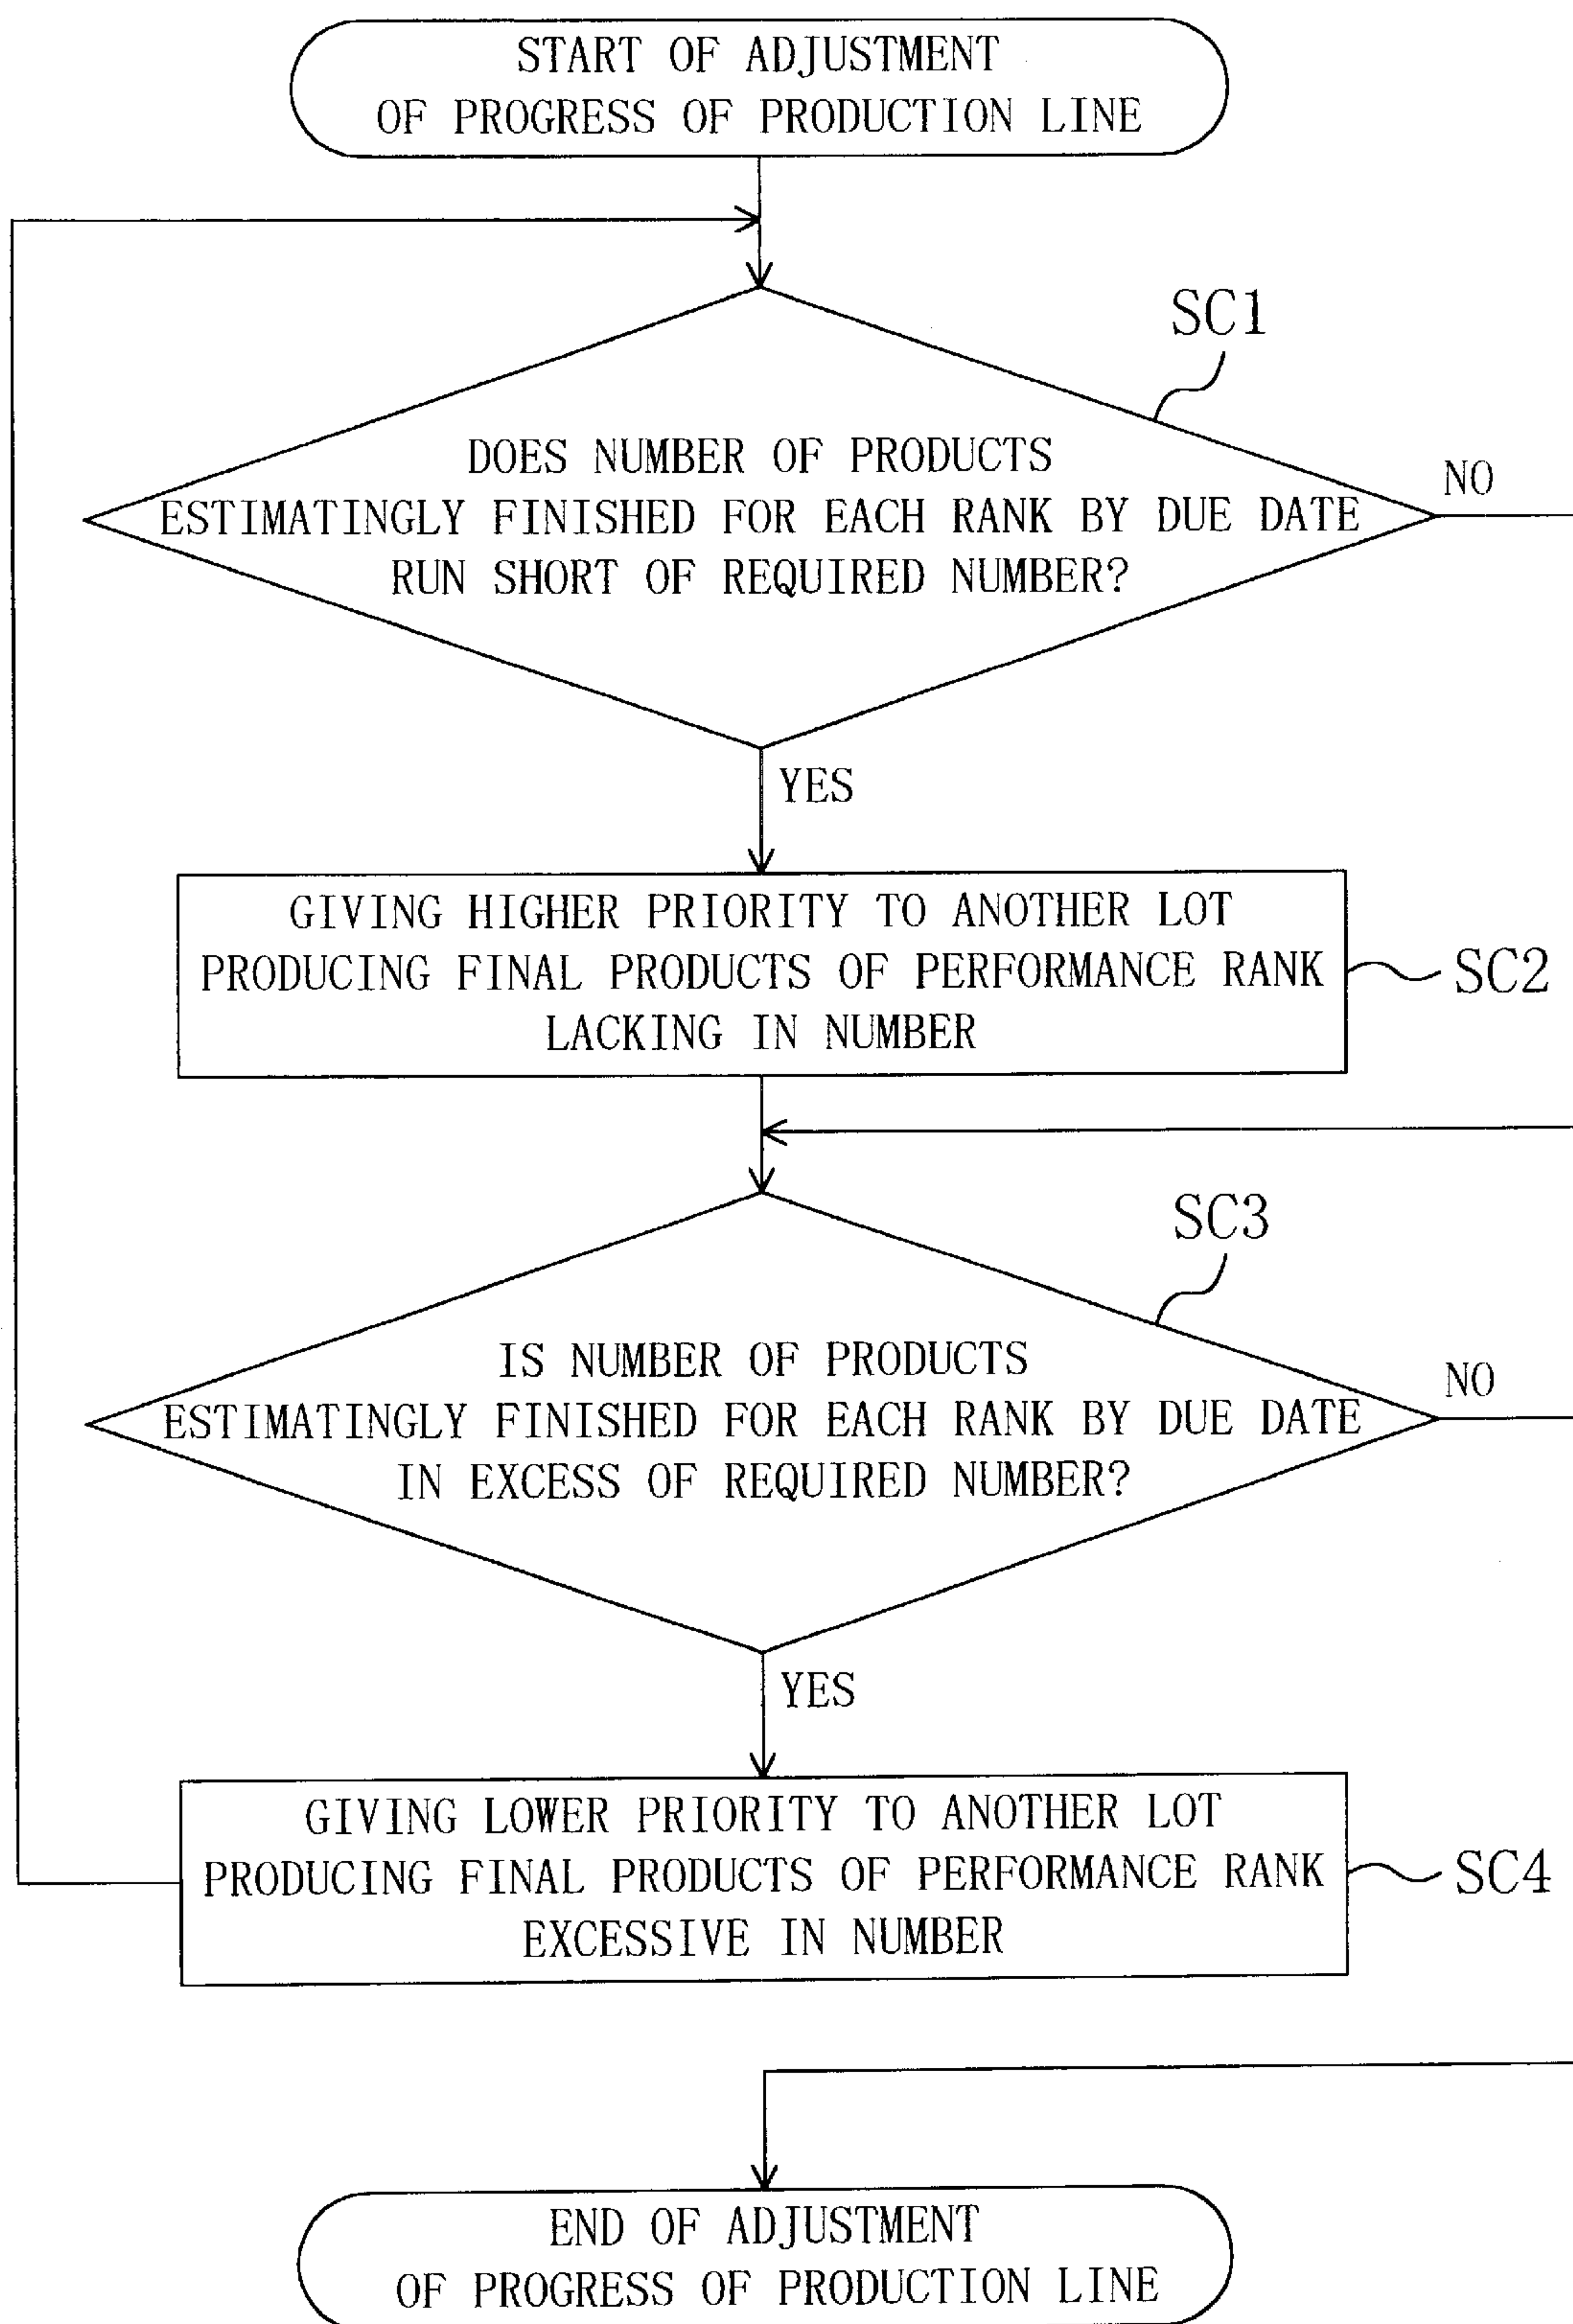 START OF ADJUSTMENT
OF PROGRESS OF PRODUCTION LINE
SC1
DOES NUMBER OF PRODUCTS
ESTIMATINGLY FINISHED FOR EACH RANK BY DUE DATE
RUN SHORT OF REQUIRED NUMBER?
NO
YES
GIVING HIGHER PRIORITY TO ANOTHER LOT
PRODUCING FINAL PRODUCTS OF PERFORMANCE RANK
LACKING IN NUMBER
SC2
SC3
IS NUMBER OF PRODUCTS
ESTIMATINGLY FINISHED FOR EACH RANK BY DUE DATE
IN EXCESS OF REQUIRED NUMBER?
NO
YES
GIVING LOWER PRIORITY TO ANOTHER LOT
PRODUCING FINAL PRODUCTS OF PERFORMANCE RANK
EXCESSIVE IN NUMBER
SC4
END OF ADJUSTMENT
OF PROGRESS OF PRODUCTION LINE